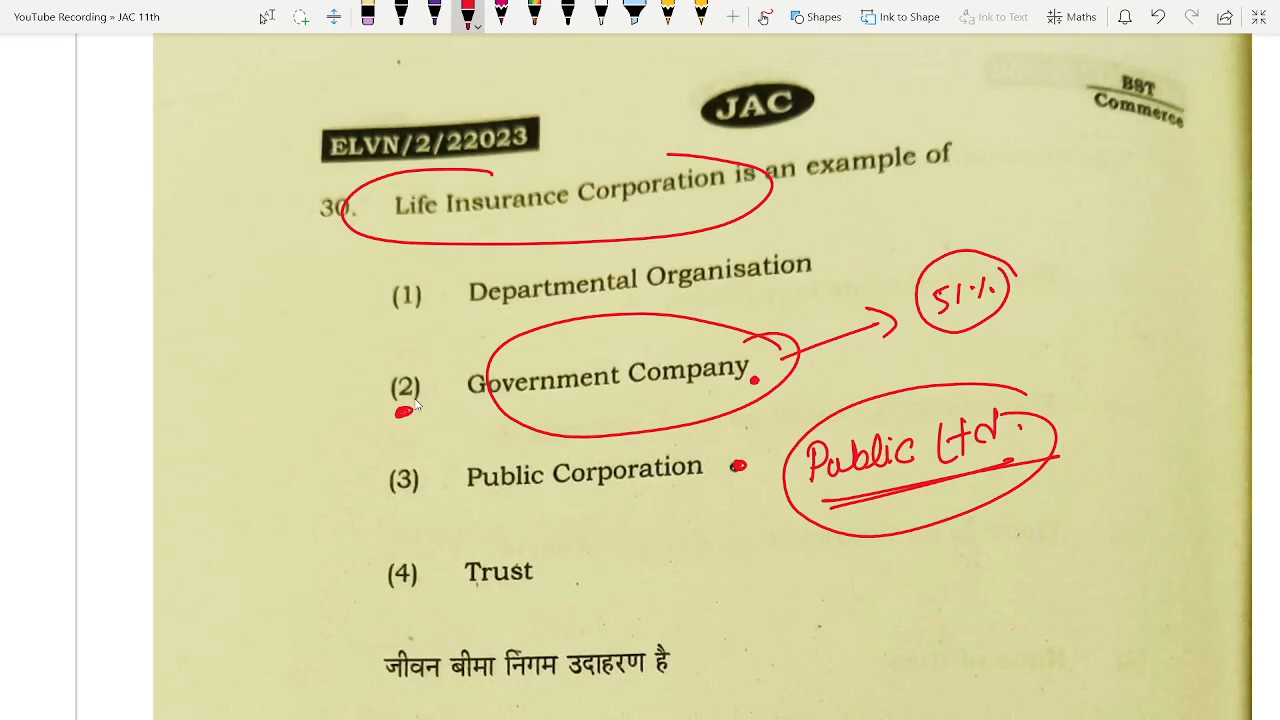 YouTube Recording » JAC 11th
Shapes
Ink to Shape
Ink to Text
Maths
JAC
BST
Commerce
ELVN/2/22023
30. Life Insurance Corporation is an example of
(1) Departmental Organisation
51%
(2) Government Company
Public Ltd.
(3) Public Corporation
(4) Trust
जीवन बीमा निगम उदाहरण है